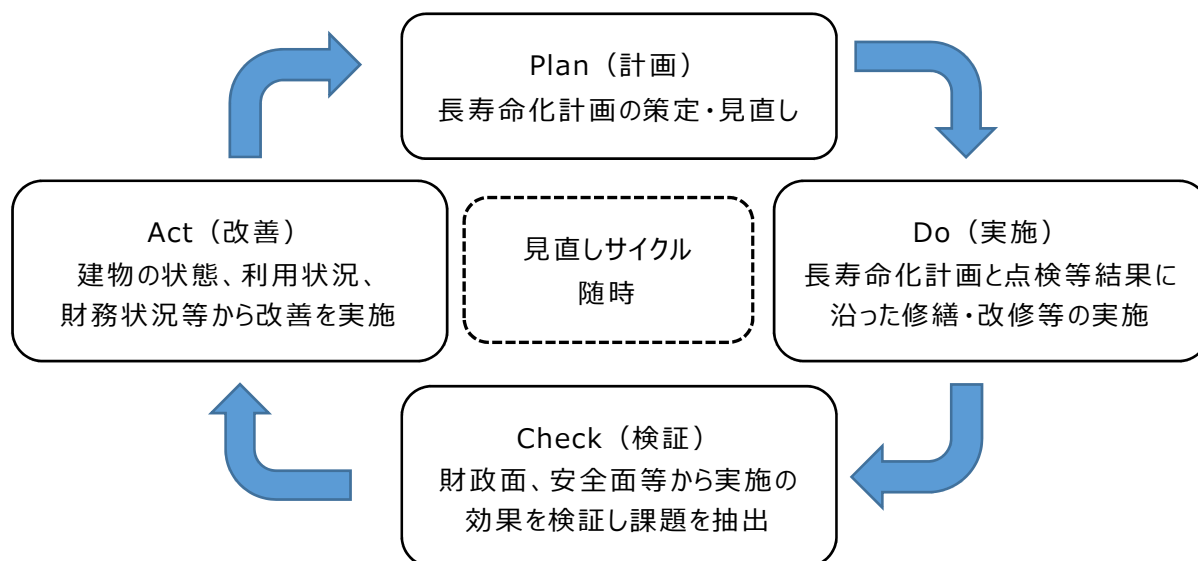 Plan（計画）
長寿命化計画の策定・見直し
Act（改善）
建物の状態、利用状況、
財務状況等から改善を実施
見直しサイクル
随時
Do（実施）
長寿命化計画と点検等結果に
沿った修繕・改修等の実施
Check（検証）
財政面、安全面等から実施の
効果を検証し課題を抽出